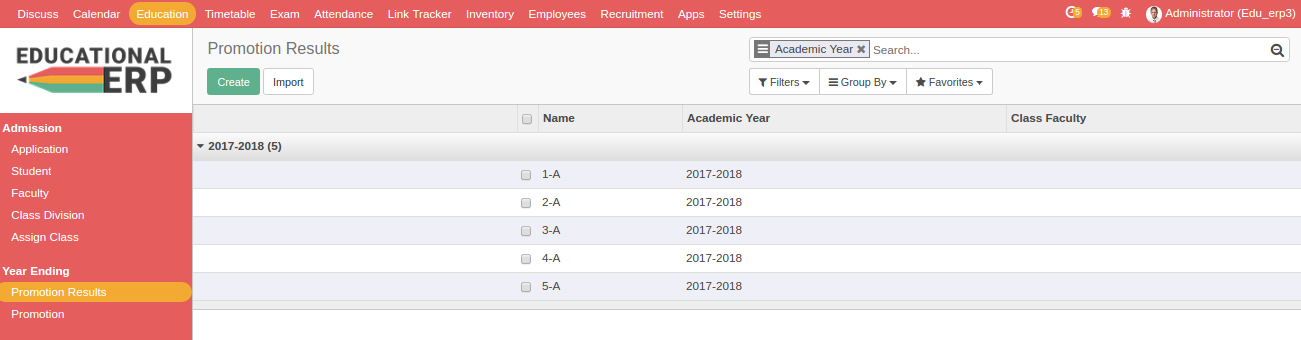 Discuss Calendar Education Timetable Exam Attendance Link Tracker Inventory Employees Recruitment Apps Settings 5 13 Administrator (Edu_erp3)
EDUCATIONAL
ERP
Promotion Results
Academic Year Search...
Create Import
Filters Group By Favorites
Name Academic Year Class Faculty
2017-2018 (5)
1-A 2017-2018
2-A 2017-2018
3-A 2017-2018
4-A 2017-2018
5-A 2017-2018
Admission
Application
Student
Faculty
Class Division
Assign Class
Year Ending
Promotion Results
Promotion